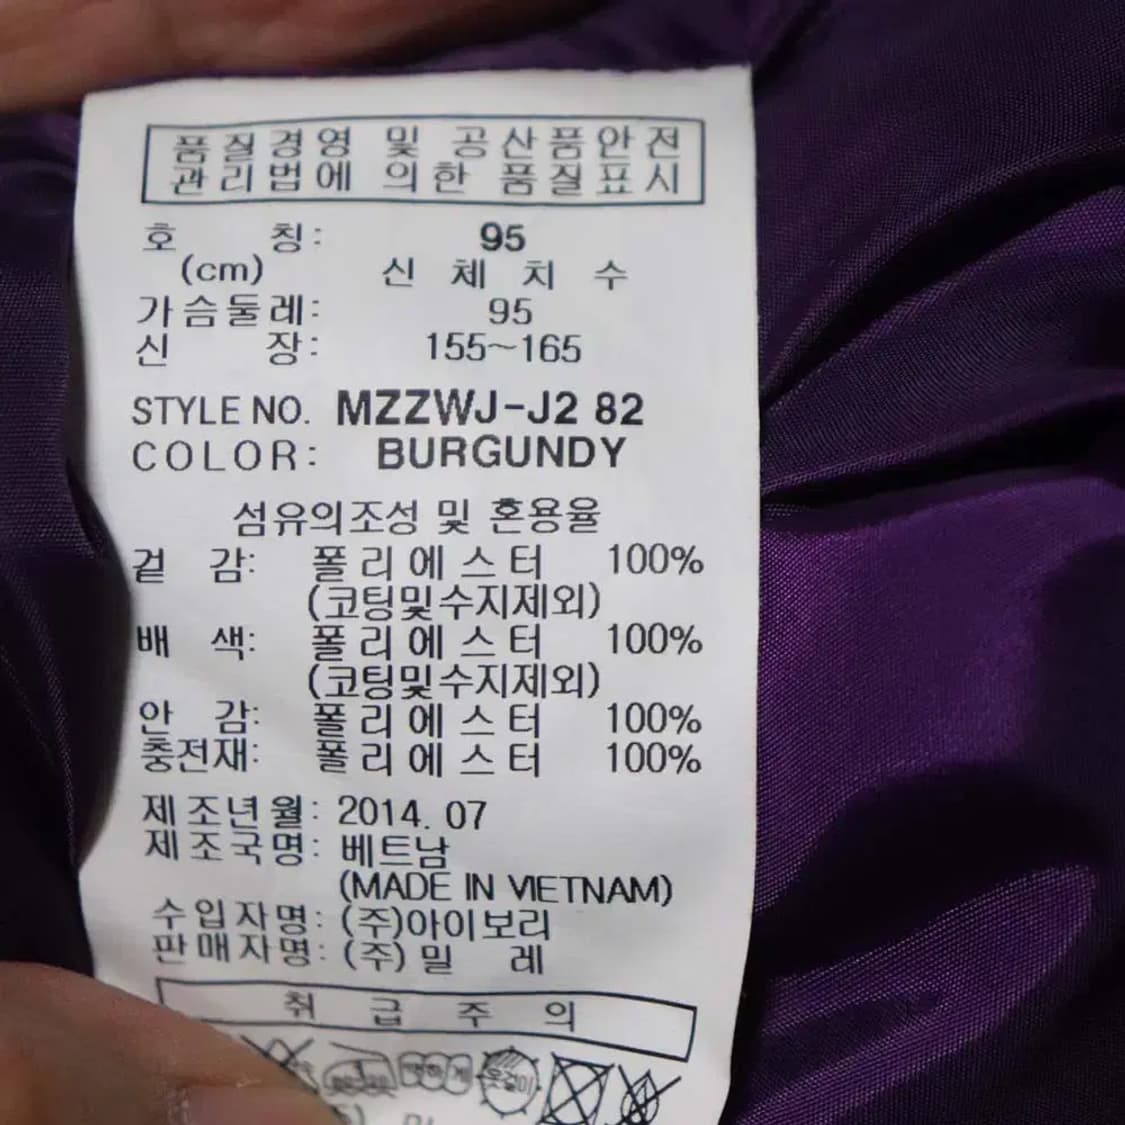 품질경영 및 공산품안전
관리법에 의한 품질표시
호 칭: 95
(cm) 신 체 치 수
가슴둘레: 95
신 장: 155~165
STYLE NO. MZZWJ-J2 82
COLOR: BURGUNDY
섬유의조성 및 혼용율
겉 감: 폴리에스터 100%
(코팅및수지제외)
배 색: 폴리에스터 100%
(코팅및수지제외)
안 감: 폴리에스터 100%
충전재: 폴리에스터 100%
제조년월: 2014. 07
제조국명: 베트남
(MADE IN VIETNAM)
수입자명: (주)아이보리
판매자명: (주) 밀 레
취 급 주 의
옷걸이